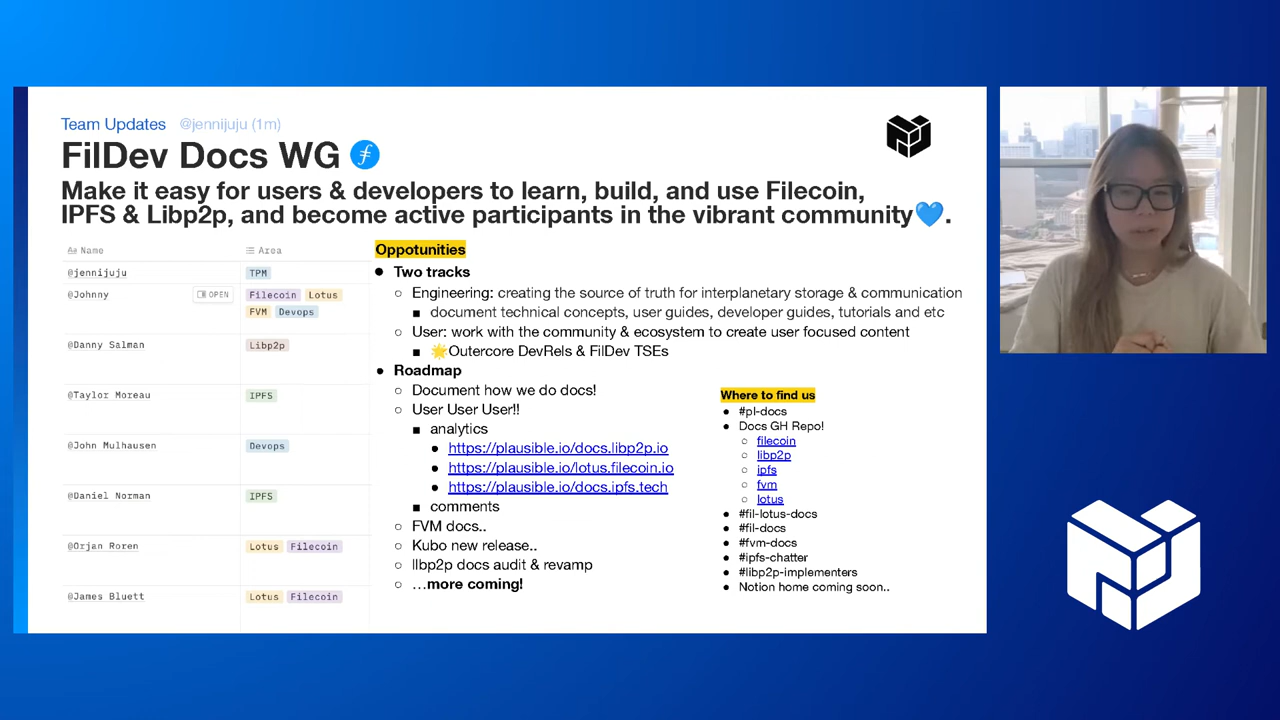 Team Updates @jennijuju (1m)
FilDev Docs WG
Make it easy for users & developers to learn, build, and use Filecoin,
IPFS & Libp2p, and become active participants in the vibrant community💙.
Aa Name Area
@jennijuju TPM
@Johnny OPEN Filecoin Lotus
FVM Devops
@Danny Salman Libp2p
@Taylor Moreau IPFS
@John Mulhausen Devops
@Daniel Norman IPFS
@Orjan Roren Lotus Filecoin
@James Bluett Lotus Filecoin
Oppotunities
● Two tracks
○ Engineering: creating the source of truth for interplanetary storage & communication
■ document technical concepts, user guides, developer guides, tutorials and etc
○ User: work with the community & ecosystem to create user focused content
■ 🌟Outercore DevRels & FilDev TSEs
● Roadmap
○ Document how we do docs!
○ User User User!!
■ analytics
● https://plausible.io/docs.libp2p.io
● https://plausible.io/lotus.filecoin.io
● https://plausible.io/docs.ipfs.tech
■ comments
○ FVM docs..
○ Kubo new release..
○ lIbp2p docs audit & revamp
○ …more coming!
Where to find us
● #pl-docs
● Docs GH Repo!
○ filecoin
○ libp2p
○ ipfs
○ fvm
○ lotus
● #fil-lotus-docs
● #fil-docs
● #fvm-docs
● #ipfs-chatter
● #libp2p-implementers
● Notion home coming soon..